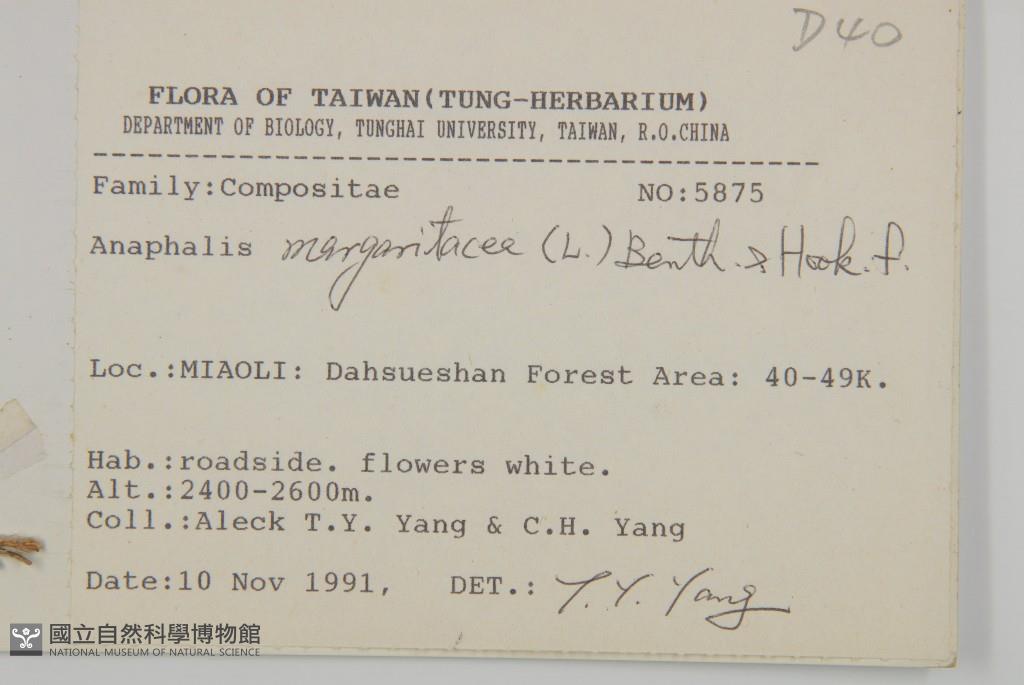 D40
FLORA OF TAIWAN(TUNG-HERBARIUM)
DEPARTMENT OF BIOLOGY, TUNGHAI UNIVERSITY, TAIWAN, R.O.CHINA
Family:Compositae NO:5875
Anaphalis margaritacea (L.) Benth. & Hook. f.
Loc.:MIAOLI: Dahsueshan Forest Area: 40-49K.
Hab.:roadside. flowers white.
Alt.:2400-2600m.
Coll.:Aleck T.Y. Yang & C.H. Yang
Date:10 Nov 1991, DET.: T. Y. Yang
國立自然科學博物館
NATIONAL MUSEUM OF NATURAL SCIENCE